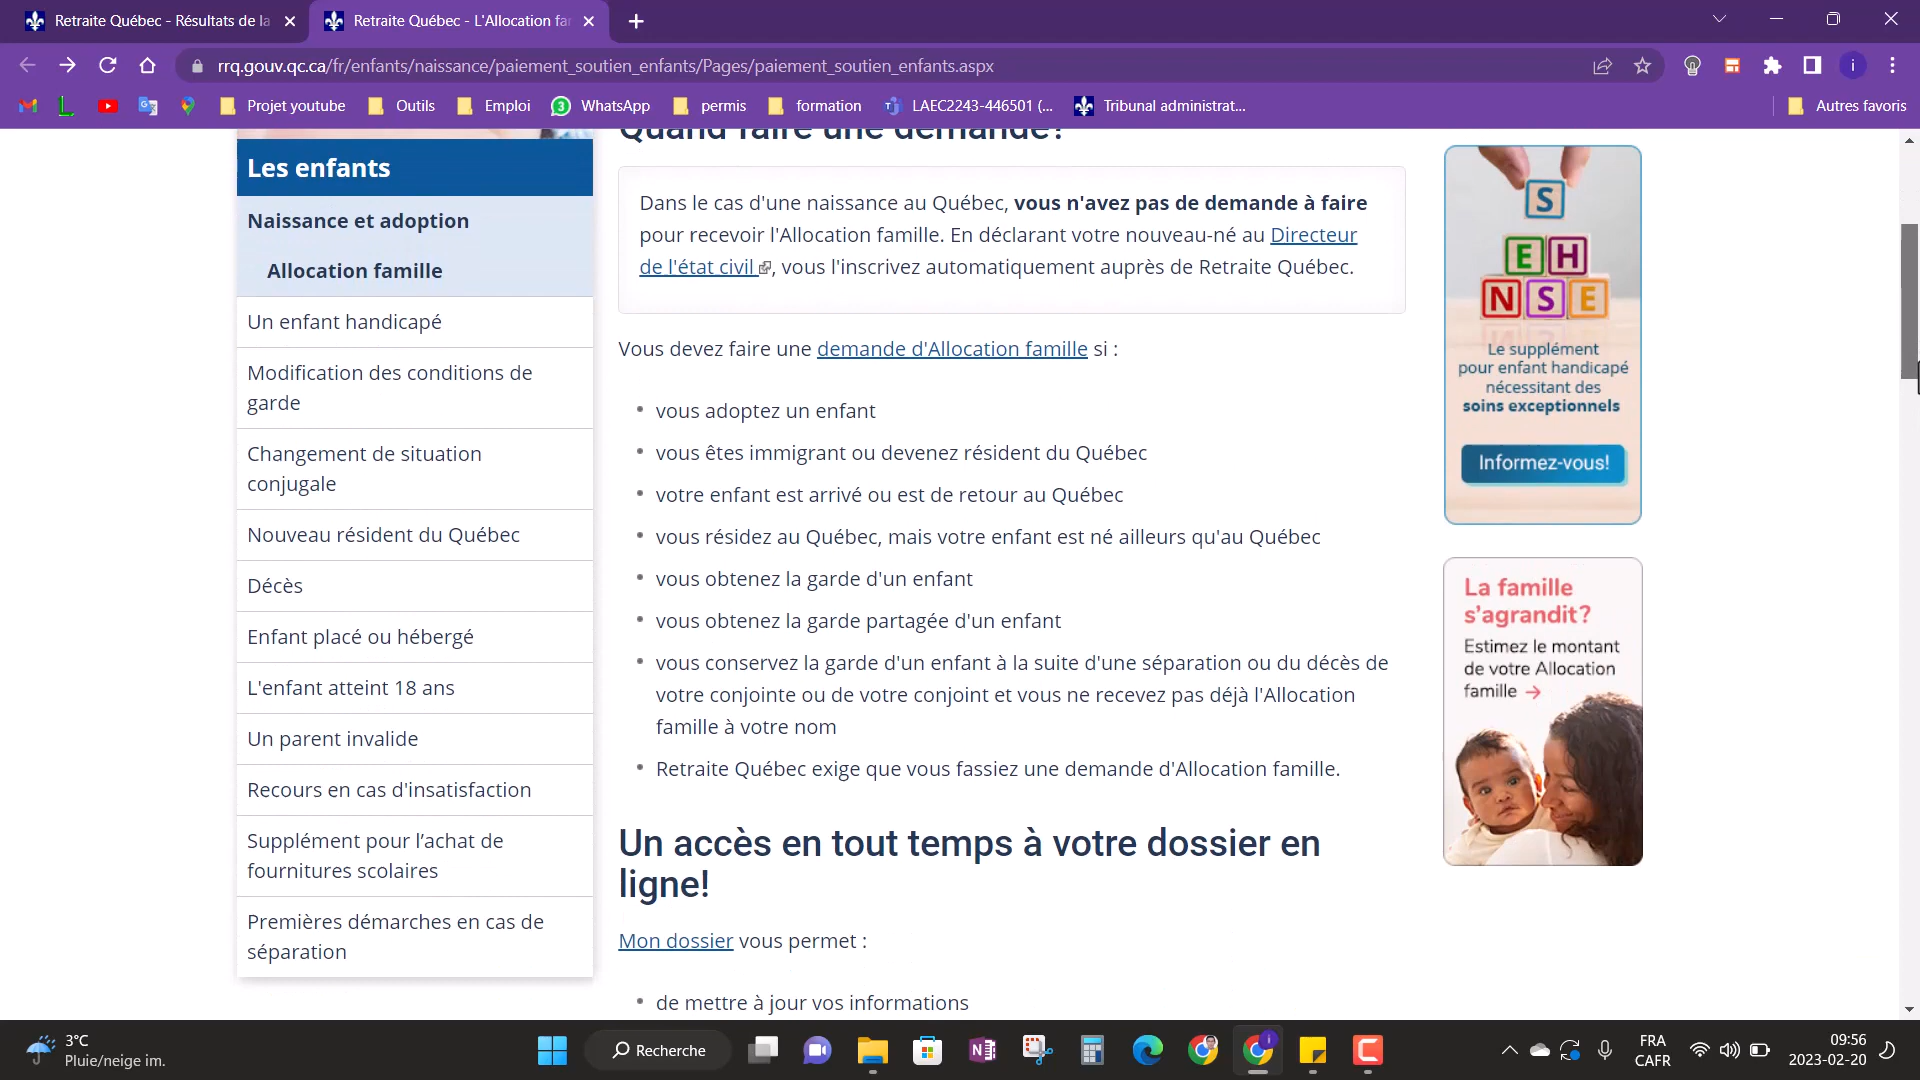 Retraite Québec - Résultats de la
Retraite Québec - L'Allocation fa
rrq.gouv.qc.ca/fr/enfants/naissance/paiement_soutien_enfants/Pages/paiement_soutien_enfants.aspx
i
Projet youtube
Outils
Emploi
3
WhatsApp
permis
formation
LAEC2243-446501 (...
Tribunal administrat...
Autres favoris
Les enfants
Naissance et adoption
Allocation famille
Un enfant handicapé
Modification des conditions de
garde
Changement de situation
conjugale
Nouveau résident du Québec
Décès
Enfant placé ou hébergé
L'enfant atteint 18 ans
Un parent invalide
Recours en cas d'insatisfaction
Supplément pour l’achat de
fournitures scolaires
Premières démarches en cas de
séparation
Quand faire une demande?
Dans le cas d'une naissance au Québec, vous n'avez pas de demande à faire
pour recevoir l'Allocation famille. En déclarant votre nouveau-né au Directeur
de l'état civil, vous l'inscrivez automatiquement auprès de Retraite Québec.
Vous devez faire une demande d'Allocation famille si :
• vous adoptez un enfant
• vous êtes immigrant ou devenez résident du Québec
• votre enfant est arrivé ou est de retour au Québec
• vous résidez au Québec, mais votre enfant est né ailleurs qu'au Québec
• vous obtenez la garde d'un enfant
• vous obtenez la garde partagée d'un enfant
• vous conservez la garde d'un enfant à la suite d'une séparation ou du décès de
votre conjointe ou de votre conjoint et vous ne recevez pas déjà l'Allocation
famille à votre nom
• Retraite Québec exige que vous fassiez une demande d'Allocation famille.
Un accès en tout temps à votre dossier en
ligne!
Mon dossier vous permet :
• de mettre à jour vos informations
S
EH
NSE
Le supplément
pour enfant handicapé
nécessitant des
soins exceptionnels
Informez-vous!
La famille
s’agrandit?
Estimez le montant
de votre Allocation
famille →
3°C
Pluie/neige im.
Recherche
N
i
FRA
CAFR
09:56
2023-02-20